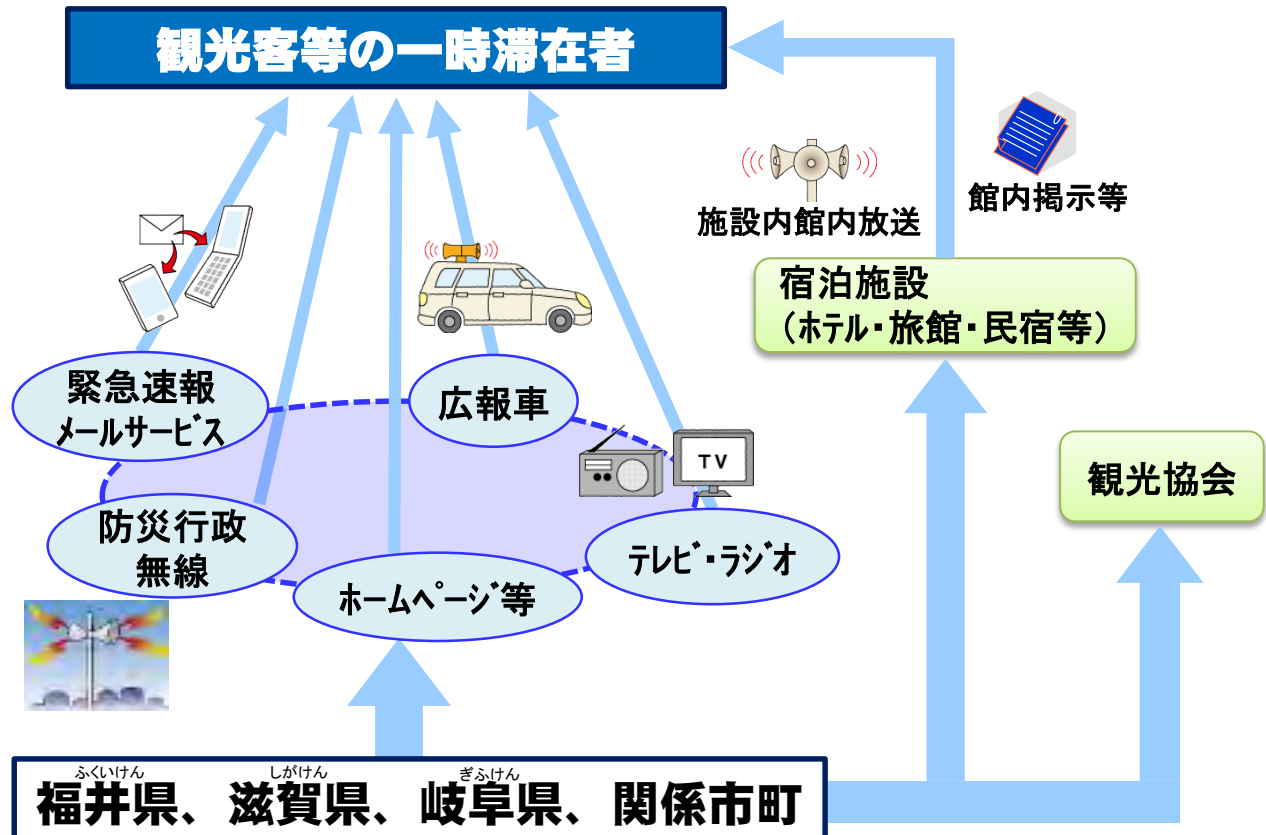 観光客等の一時滞在者
施設内館内放送
館内掲示等
宿泊施設
（ホテル・旅館・民宿等）
緊急速報
メールサービス
広報車
TV
観光協会
防災行政
無線
ホームページ等
テレビ・ラジオ
ふくいけん しがけん ぎふけん
福井県、滋賀県、岐阜県、関係市町